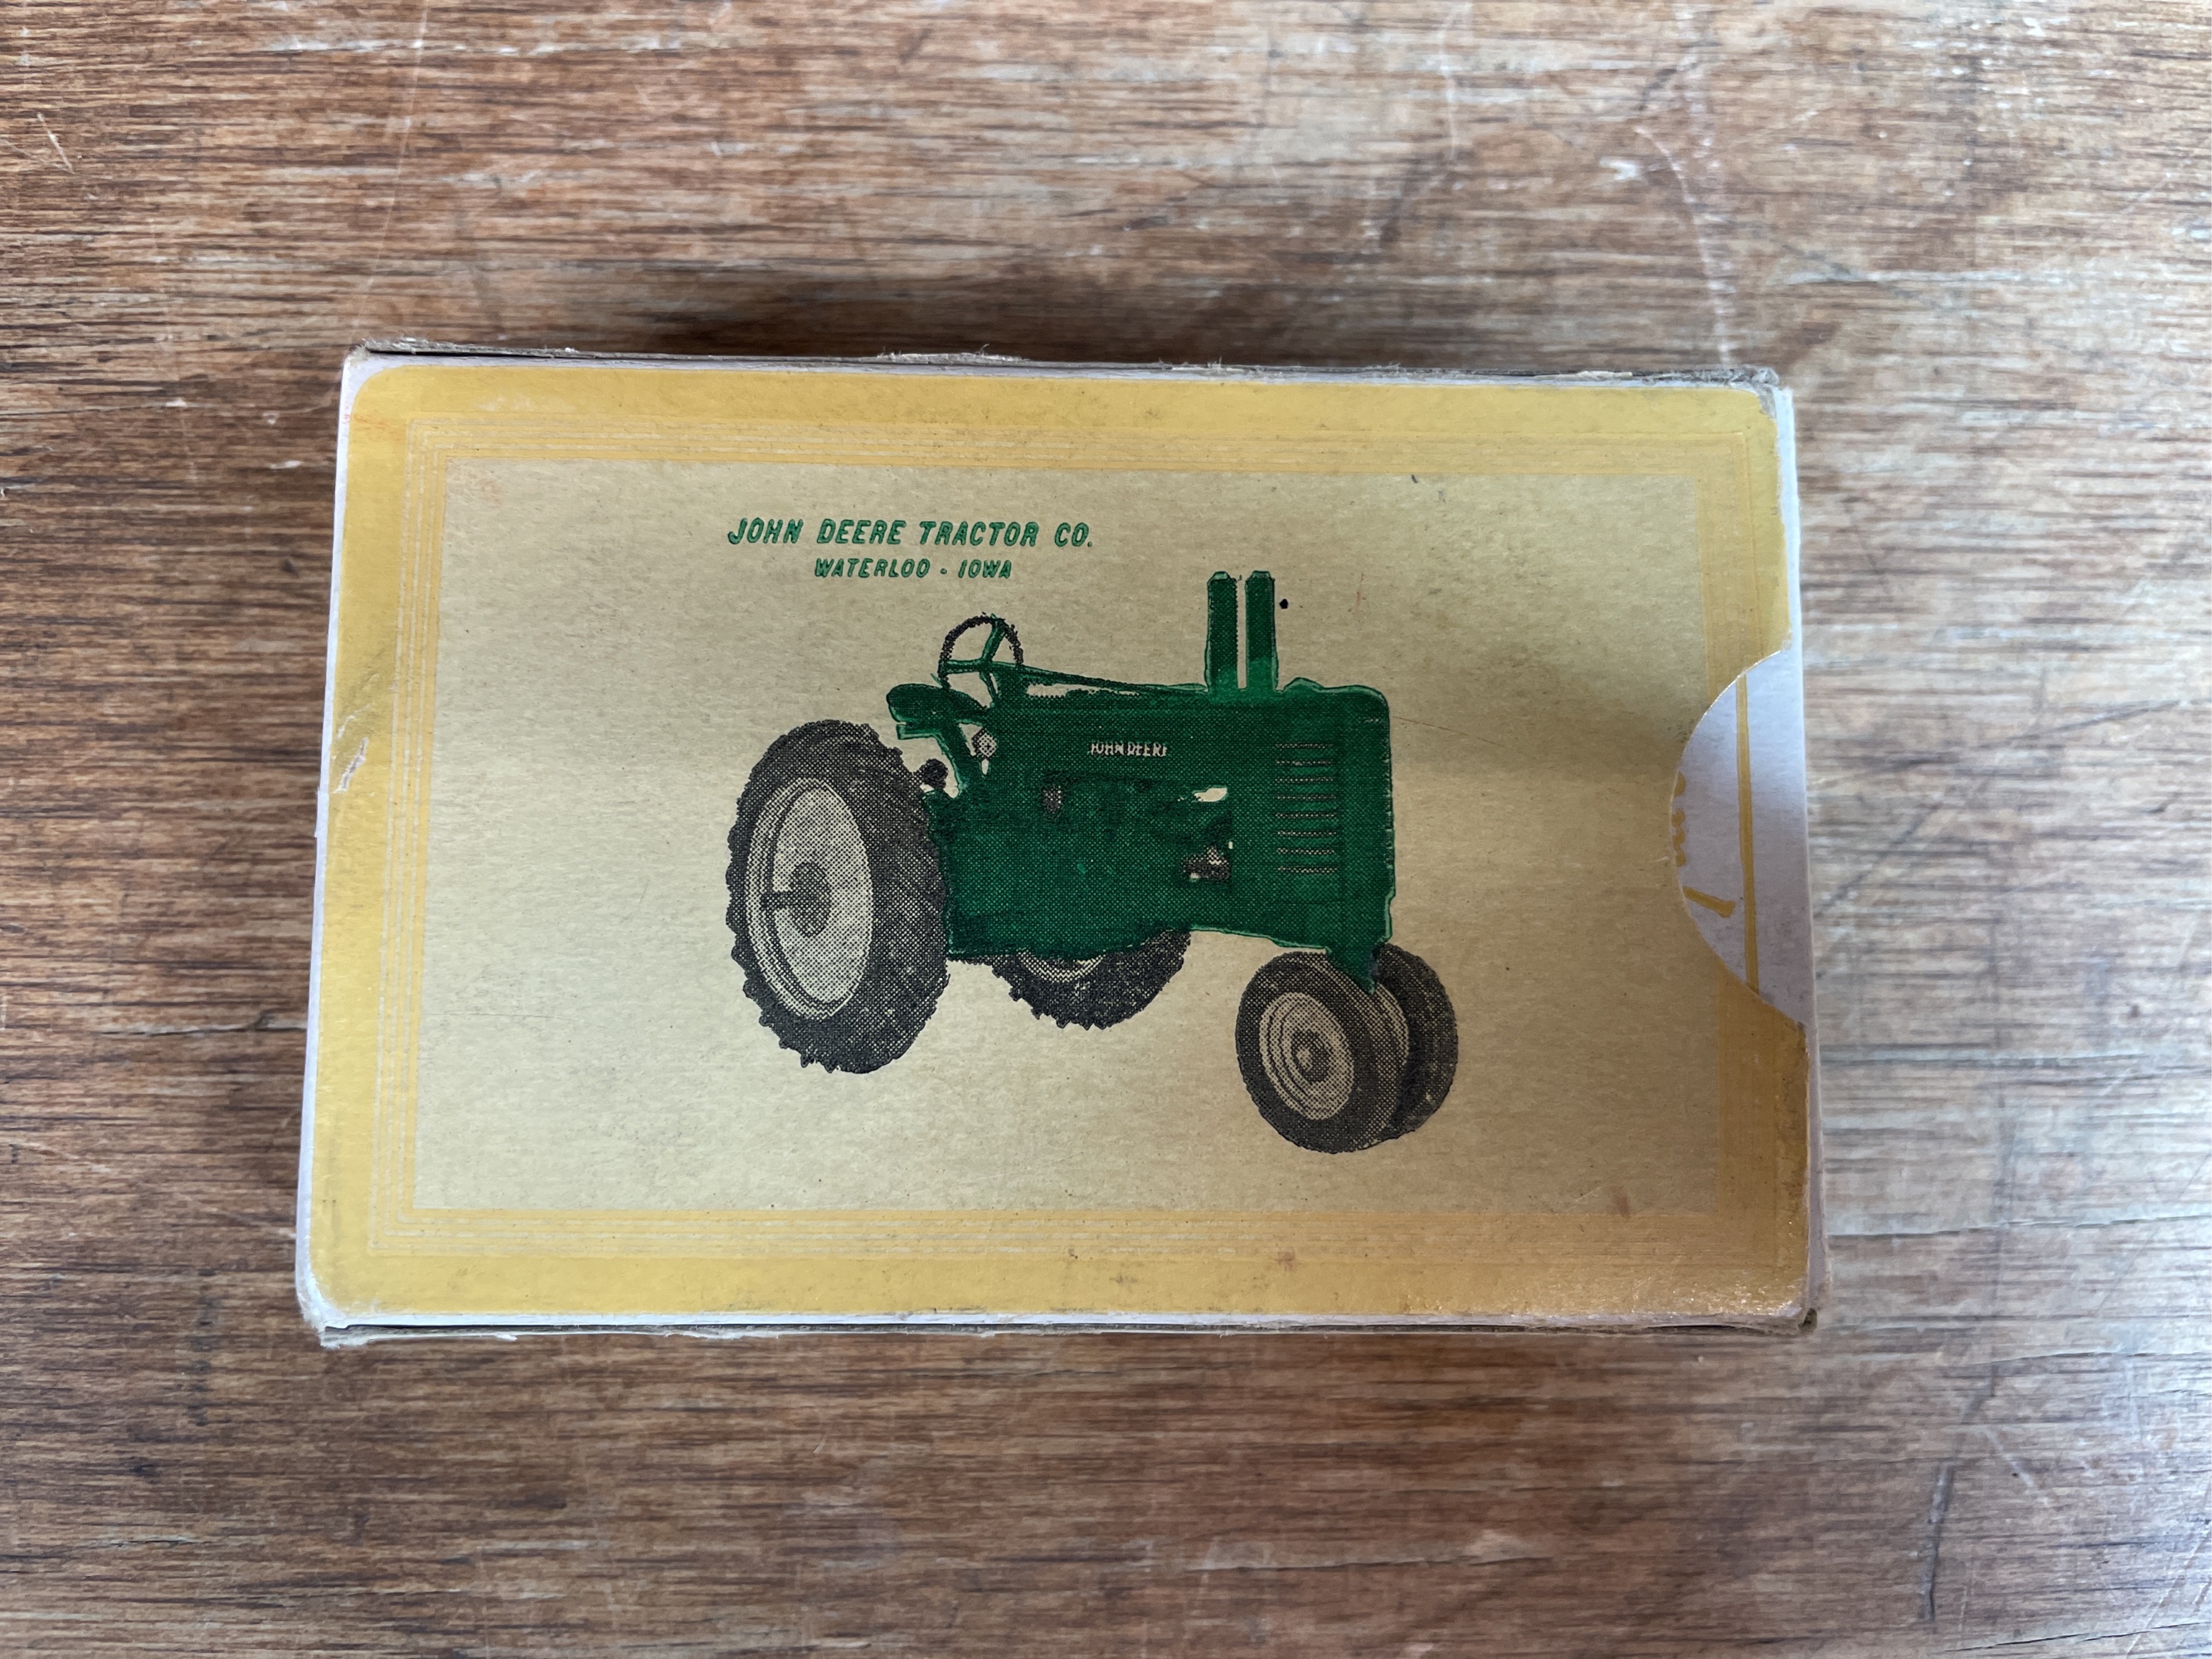 JOHN DEERE TRACTOR CO.
WATERLOO - IOWA
JOHN DEERE